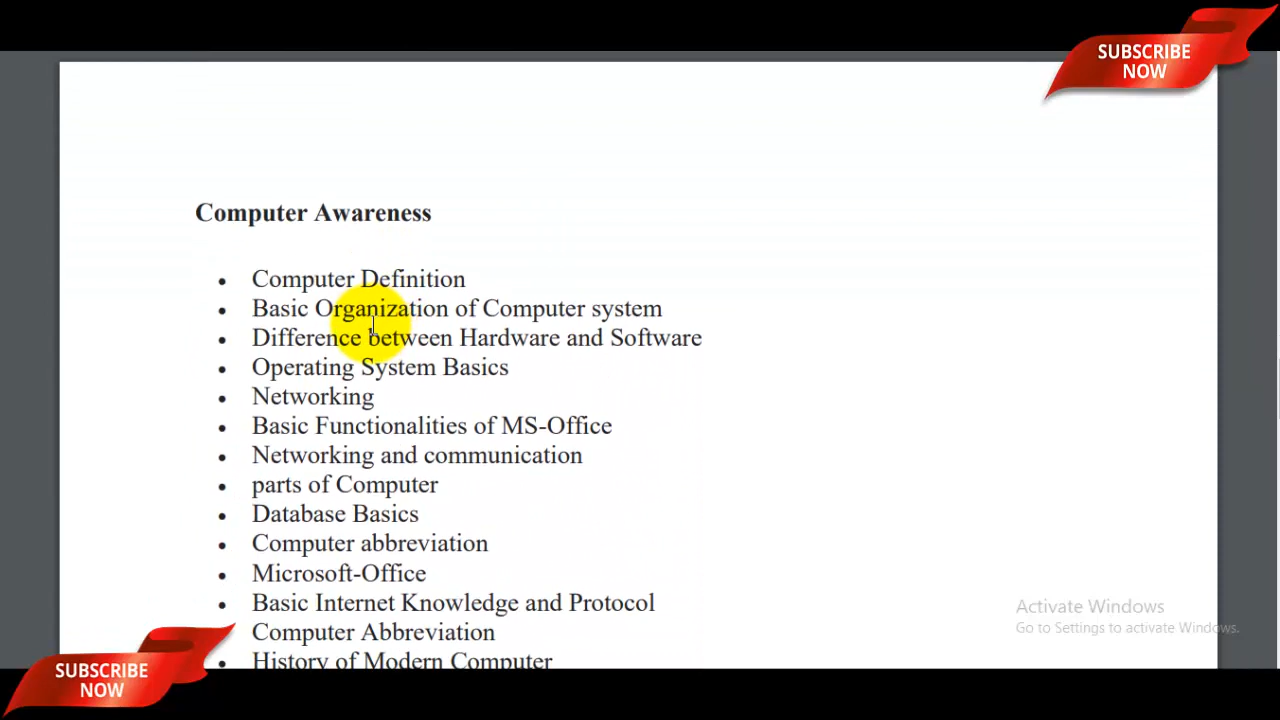 SUBSCRIBE
NOW
Computer Awareness
• Computer Definition
• Basic Organization of Computer system
• Difference between Hardware and Software
• Operating System Basics
• Networking
• Basic Functionalities of MS-Office
• Networking and communication
• parts of Computer
• Database Basics
• Computer abbreviation
• Microsoft-Office
• Basic Internet Knowledge and Protocol
Computer Abbreviation
History of Modern Computer
Activate Windows
Go to Settings to activate Windows.
SUBSCRIBE
NOW